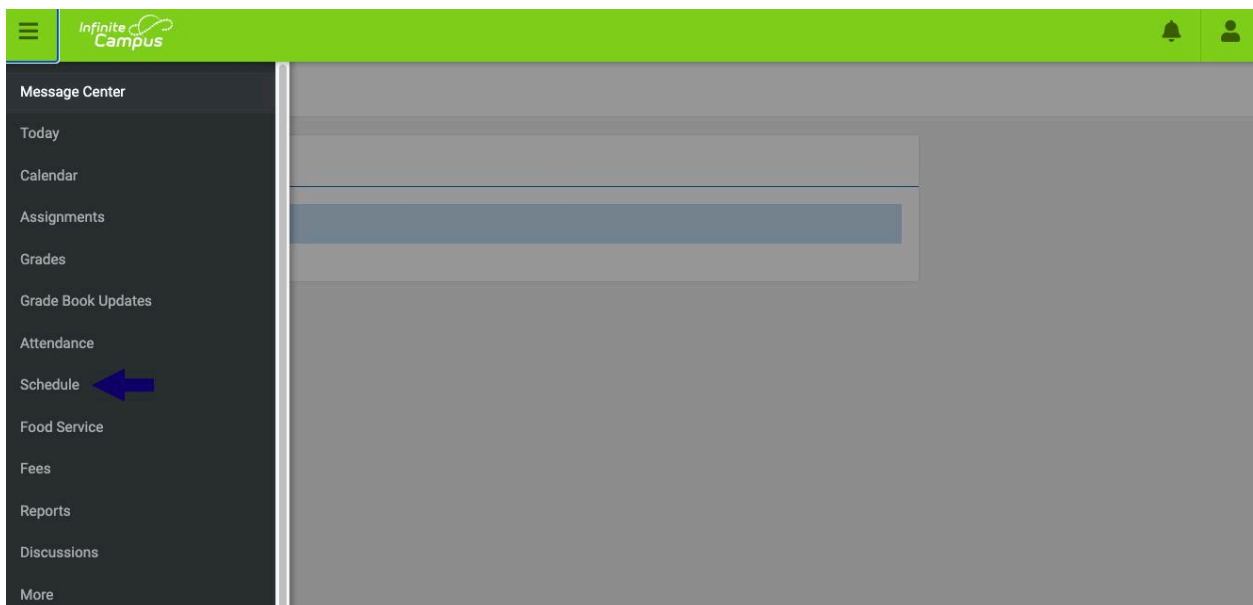 Infinite
Campus
Message Center
Today
Calendar
Assignments
Grades
Grade Book Updates
Attendance
Schedule
Food Service
Fees
Reports
Discussions
More